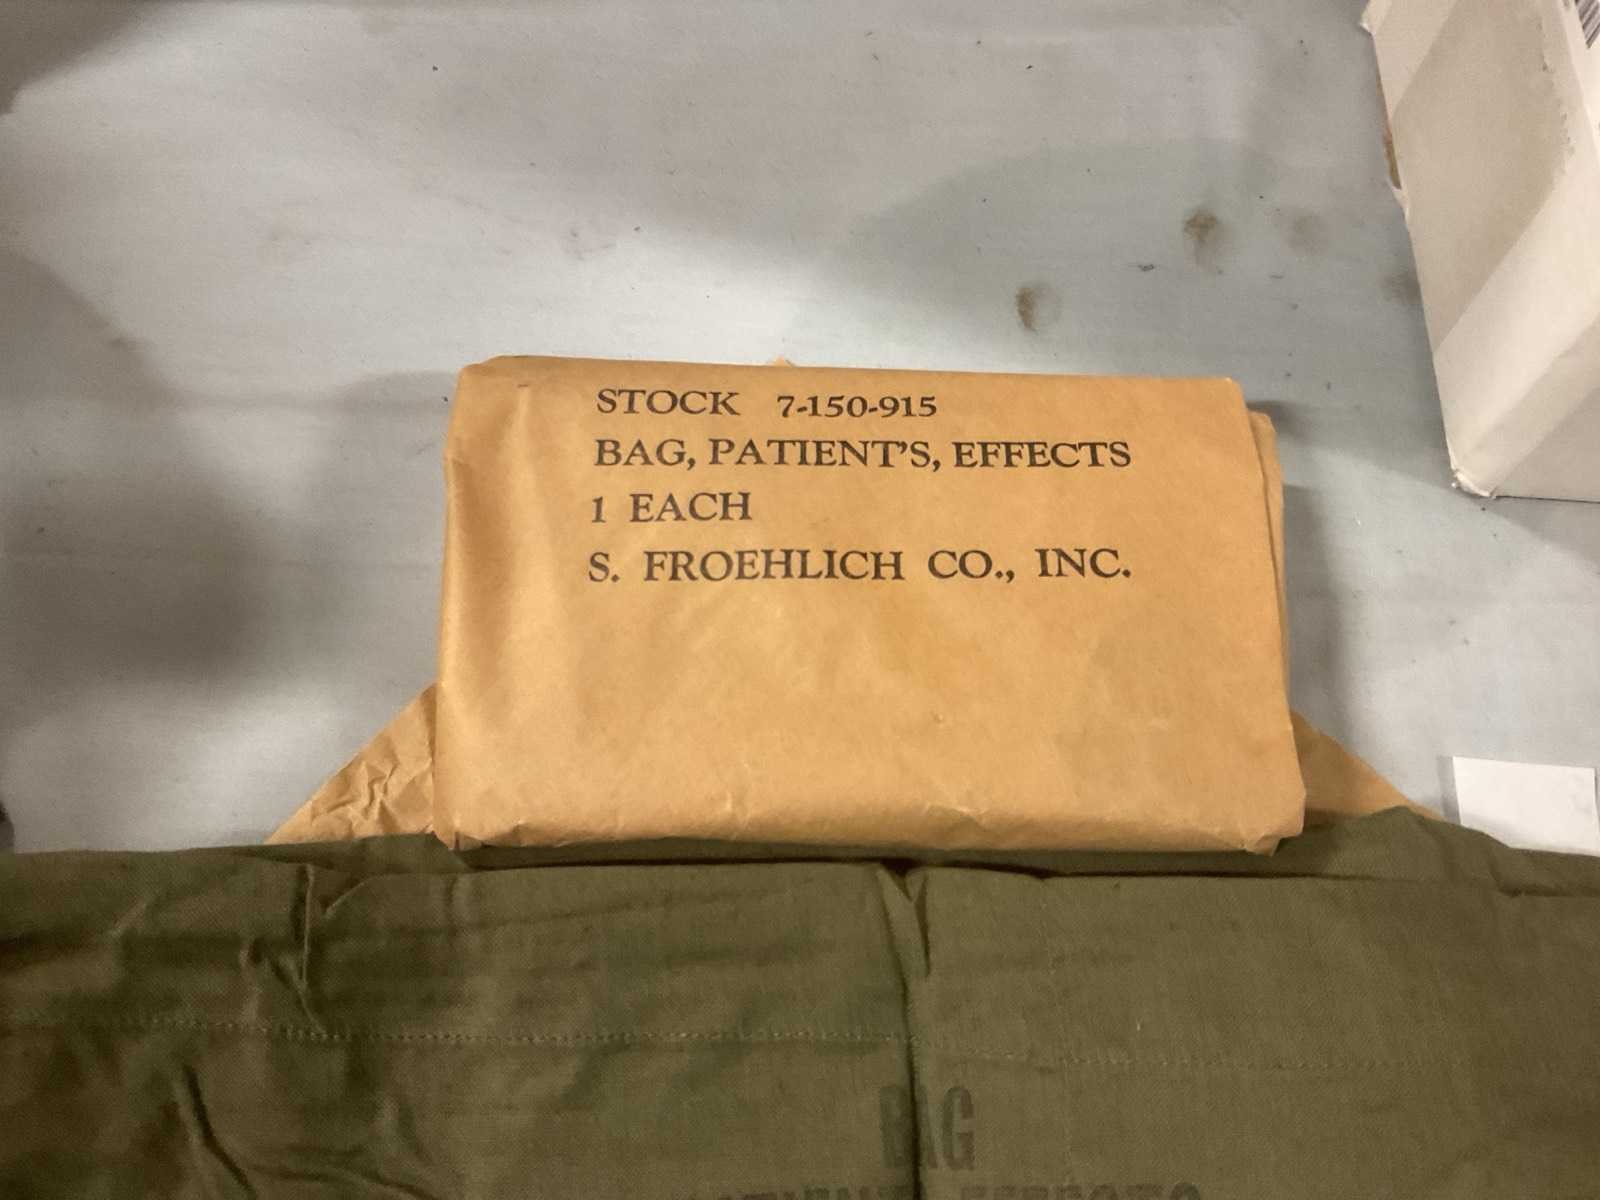 STOCK 7-150-915
BAG, PATIENT'S, EFFECTS
1 EACH
S. FROEHLICH CO., INC.
BAG